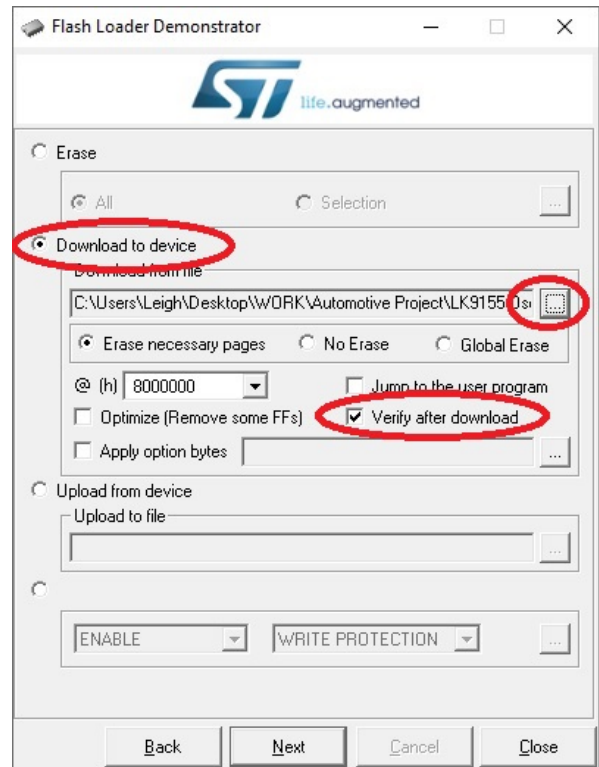 Flash Loader Demonstrator
ST life.augmented
Erase
All Selection ...
Download to device
Download from file
C:\Users\Leigh\Desktop\WORK\Automotive Project\LK9155 ...
Erase necessary pages No Erase Global Erase
@ (h) 8000000 Jump to the user program
Optimize (Remove some FFs) Verify after download
Apply option bytes ...
Upload from device
Upload to file
...
ENABLE WRITE PROTECTION ...
Back Next Cancel Close